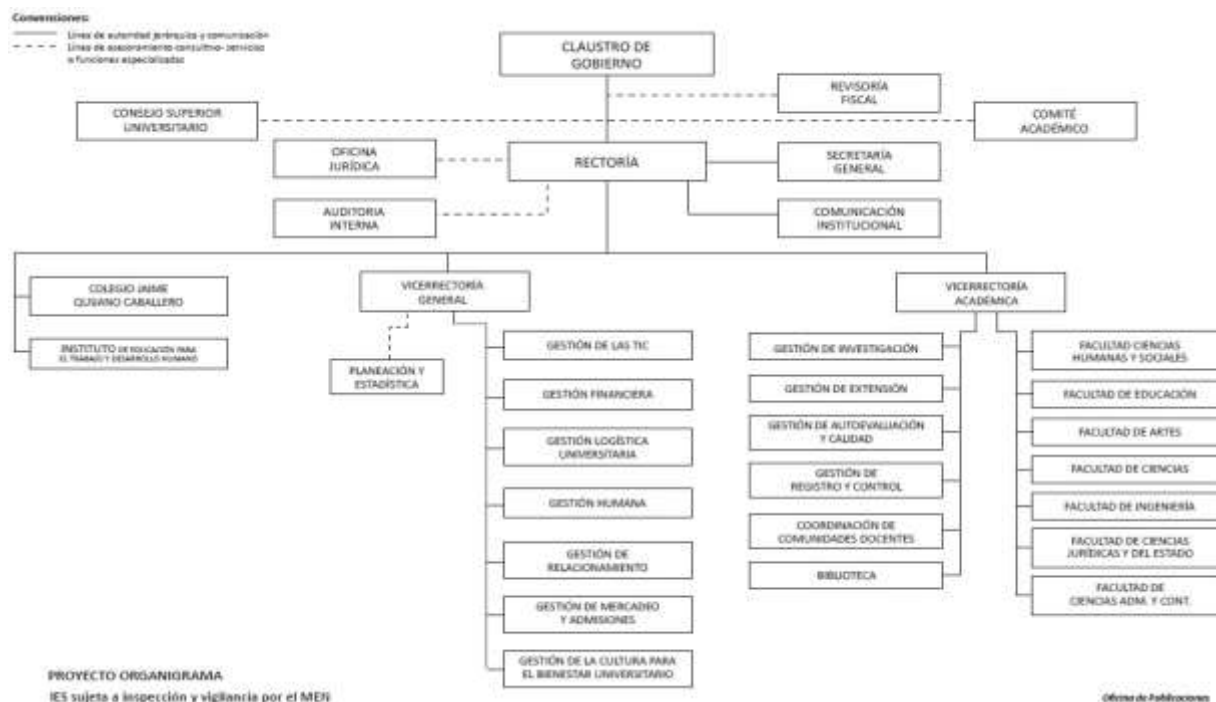 Convenciones:
Línea de autoridad jerárquica y comunicación
Línea de asesoramiento consultivo- servicios
o funciones especializadas
CLAUSTRO DE
GOBIERNO
REVISORÍA
FISCAL
CONSEJO SUPERIOR
UNIVERSITARIO
COMITÉ
ACADÉMICO
OFICINA
JURÍDICA
RECTORÍA
SECRETARÍA
GENERAL
AUDITORIA
INTERNA
COMUNICACIÓN
INSTITUCIONAL
COLEGIO JAIME
QUIJANO CABALLERO
INSTITUTO DE EDUCACIÓN PARA
EL TRABAJO Y DESARROLLO HUMANO
VICERRECTORÍA
GENERAL
PLANEACIÓN Y
ESTADÍSTICA
GESTIÓN DE LAS TIC
GESTIÓN FINANCIERA
GESTIÓN LOGÍSTICA
UNIVERSITARIA
GESTIÓN HUMANA
GESTIÓN DE
RELACIONAMIENTO
GESTIÓN DE MERCADEO
Y ADMISIONES
GESTIÓN DE LA CULTURA PARA
EL BIENESTAR UNIVERSITARIO
VICERRECTORÍA
ACADÉMICA
GESTIÓN DE INVESTIGACIÓN
GESTIÓN DE EXTENSIÓN
GESTIÓN DE AUTOEVALUACIÓN
Y CALIDAD
GESTIÓN DE
REGISTRO Y CONTROL
COORDINACIÓN DE
COMUNIDADES DOCENTES
BIBLIOTECA
FACULTAD CIENCIAS
HUMANAS Y SOCIALES
FACULTAD DE EDUCACIÓN
FACULTAD DE ARTES
FACULTAD DE CIENCIAS
FACULTAD DE INGENIERÍA
FACULTAD DE CIENCIAS
JURÍDICAS Y DEL ESTADO
FACULTAD DE
CIENCIAS ADM. Y CONT.
PROYECTO ORGANIGRAMA
IES sujeta a inspección y vigilancia por el MEN
Oficina de Publicaciones